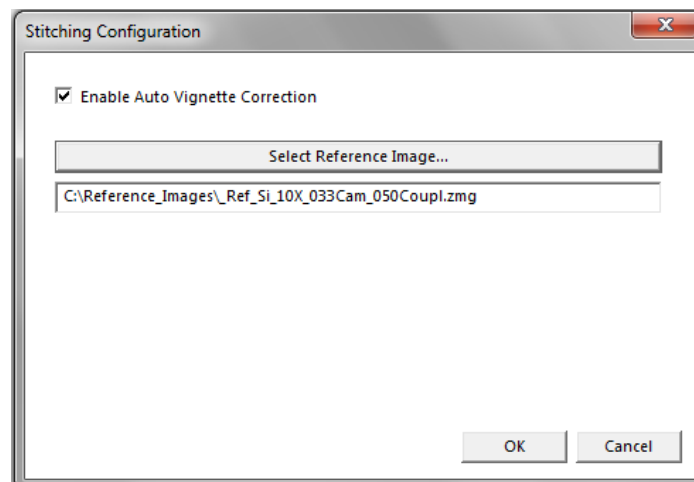 Stitching Configuration
Enable Auto Vignette Correction
Select Reference Image...
C:\Reference_Images\_Ref_Si_10X_033Cam_050Coupl.zmg
OK Cancel